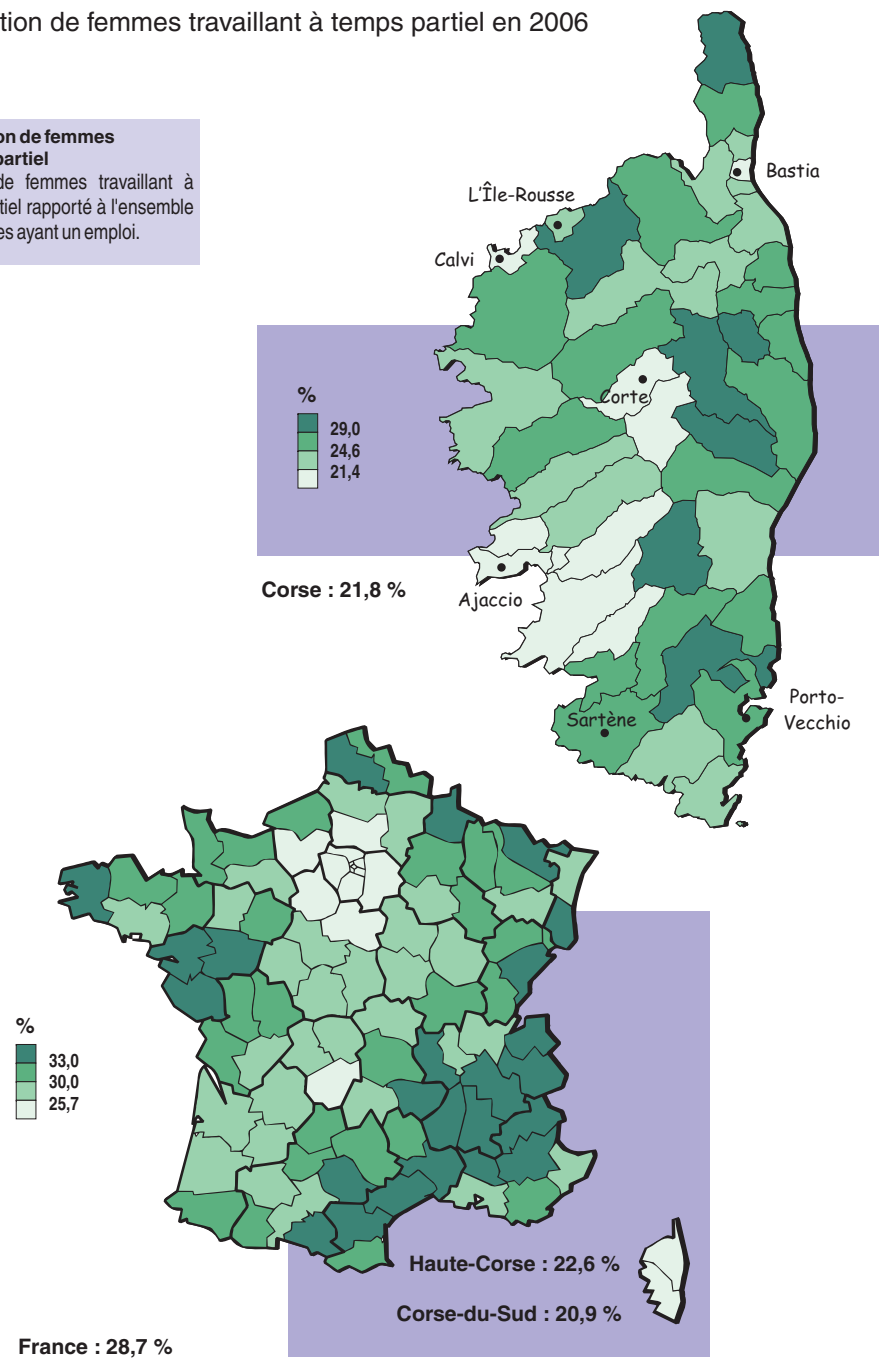 tion de femmes travaillant à temps partiel en 2006
on de femmes
partiel
de femmes travaillant à
tiel rapporté à l'ensemble
es ayant un emploi.
Bastia
L'Île-Rousse
Calvi
Corte
%
29,0
24,6
21,4
Corse : 21,8 %
Ajaccio
Sartène
Porto-
Vecchio
%
33,0
30,0
25,7
Haute-Corse : 22,6 %
Corse-du-Sud : 20,9 %
France : 28,7 %